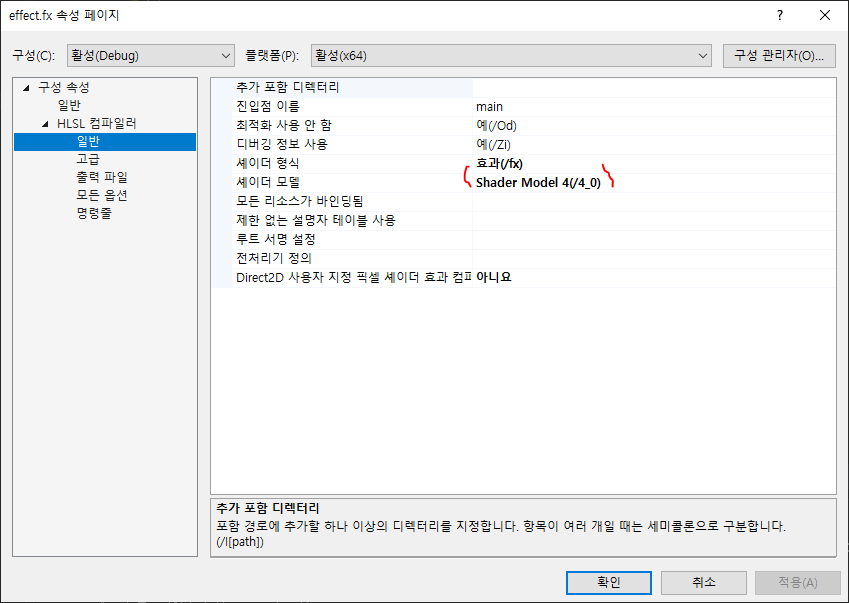 effect.fx 속성 페이지
?
구성(C): 활성(Debug) 플랫폼(P): 활성(x64) 구성 관리자(O)...
구성 속성
일반
HLSL 컴파일러
일반
고급
출력 파일
모든 옵션
명령줄
추가 포함 디렉터리
진입점 이름 main
최적화 사용 안 함 예(/Od)
디버깅 정보 사용 예(/Zi)
셰이더 형식 효과(/fx)
셰이더 모델 Shader Model 4(/4_0)
모든 리소스가 바인딩됨
제한 없는 설명자 테이블 사용
루트 서명 설정
전처리기 정의
Direct2D 사용자 지정 픽셀 셰이더 효과 컴파 아니요
추가 포함 디렉터리
포함 경로에 추가할 하나 이상의 디렉터리를 지정합니다. 항목이 여러 개일 때는 세미콜론으로 구분합니다.
(/I[path])
확인 취소 적용(A)